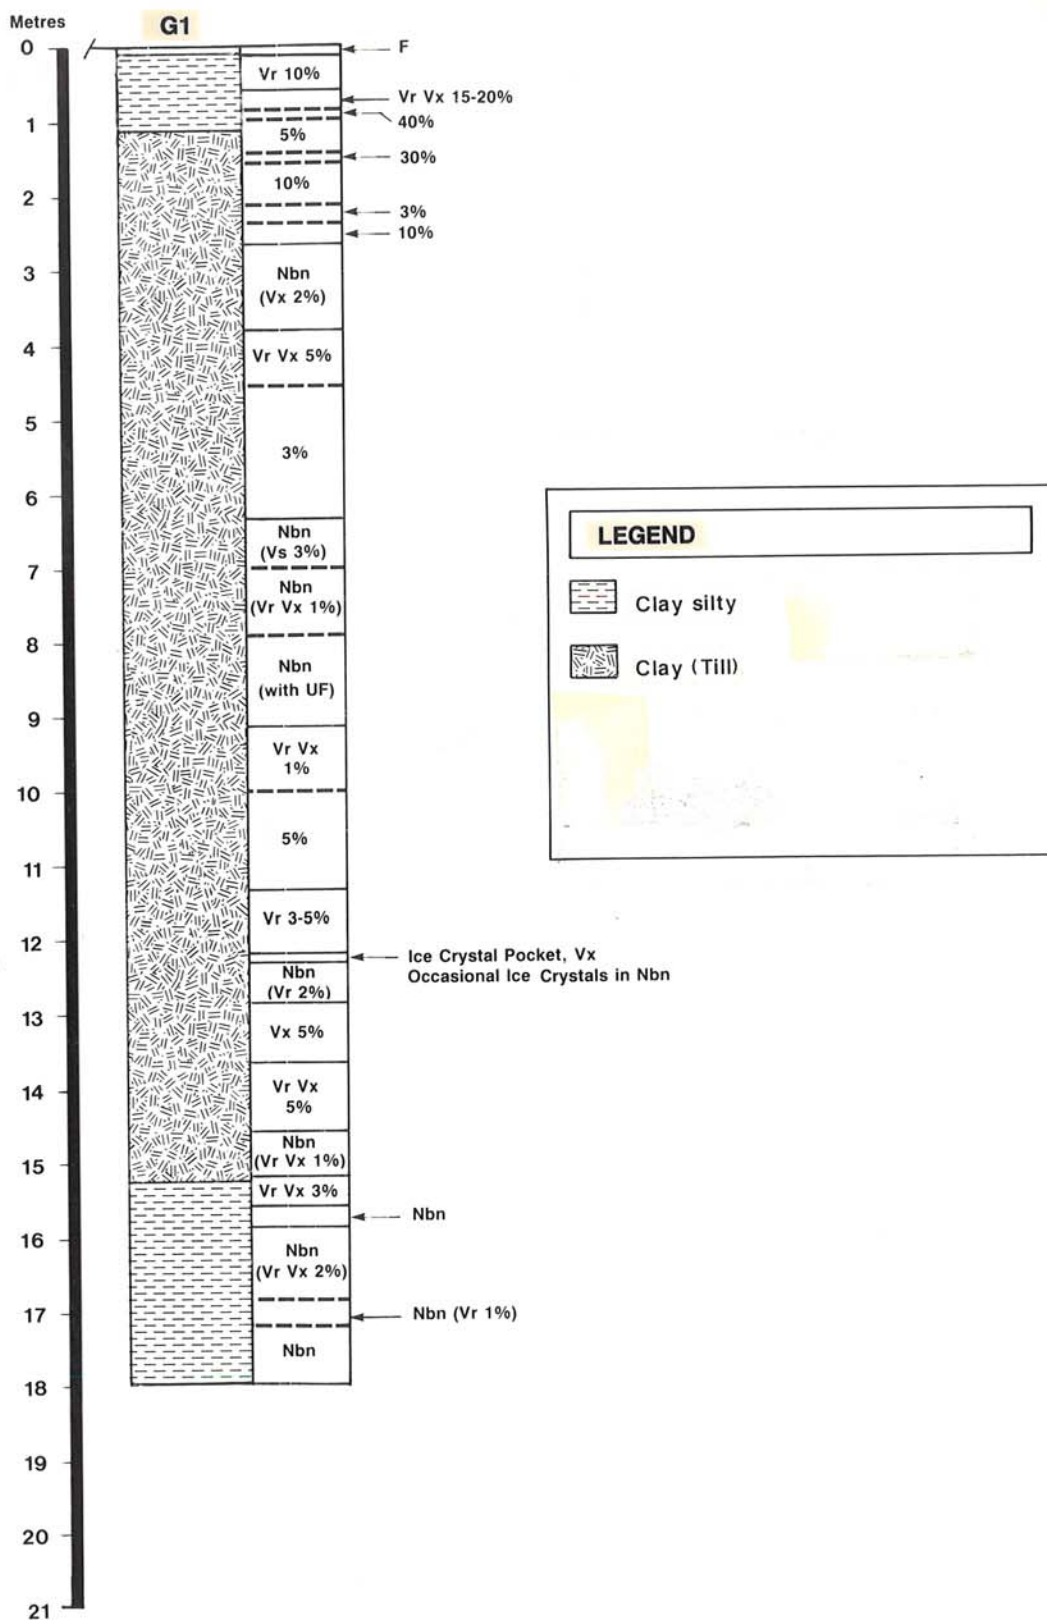 Metres
G1
0
F
Vr 10%
Vr Vx 15-20%
40%
1
5%
30%
10%
2
3%
10%
3
Nbn
(Vx 2%)
4
Vr Vx 5%
5
3%
6
Nbn
(Vs 3%)
7
Nbn
(Vr Vx 1%)
8
Nbn
(with UF)
9
Vr Vx
1%
10
5%
11
Vr 3-5%
12
Ice Crystal Pocket, Vx
Occasional Ice Crystals in Nbn
Nbn
(Vr 2%)
13
Vx 5%
14
Vr Vx
5%
15
Nbn
(Vr Vx 1%)
Vr Vx 3%
Nbn
16
Nbn
(Vr Vx 2%)
17
Nbn (Vr 1%)
Nbn
18
19
20
21
LEGEND
Clay silty
Clay (Till)